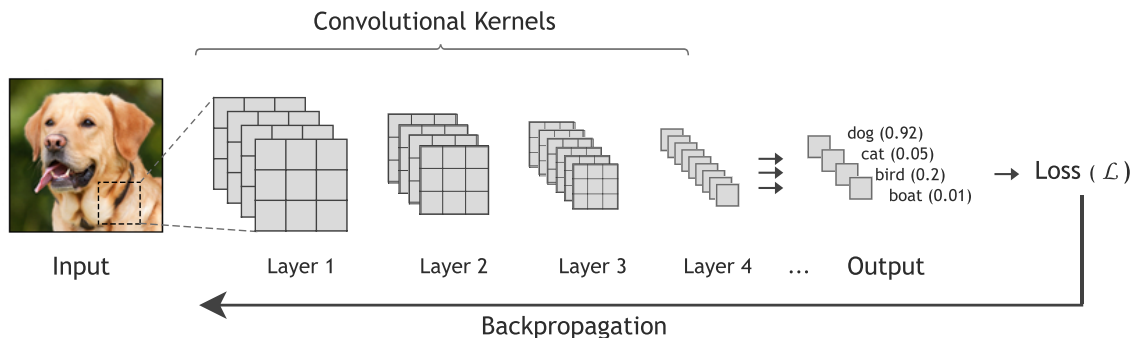 Convolutional Kernels
dog (0.92)
cat (0.05)
bird (0.2)
boat (0.01)
Loss ( ℒ )
Input
Layer 1
Layer 2
Layer 3
Layer 4
...
Output
Backpropagation